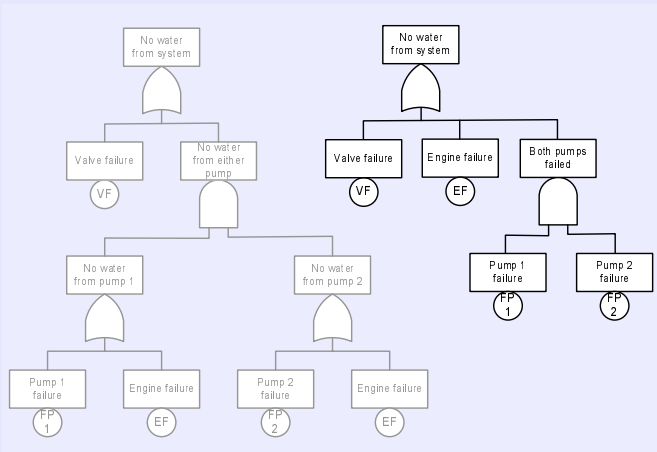 No water
from system
Valve failure
VF
No water
from either
pump
No water
from pump 1
No water
from pump 2
Pump 1
failure
FP
1
Engine failure
EF
Pump 2
failure
FP
2
Engine failure
EF
No water
from system
Valve failure
VF
Engine failure
EF
Both pumps
failed
Pump 1
failure
FP
1
Pump 2
failure
FP
2